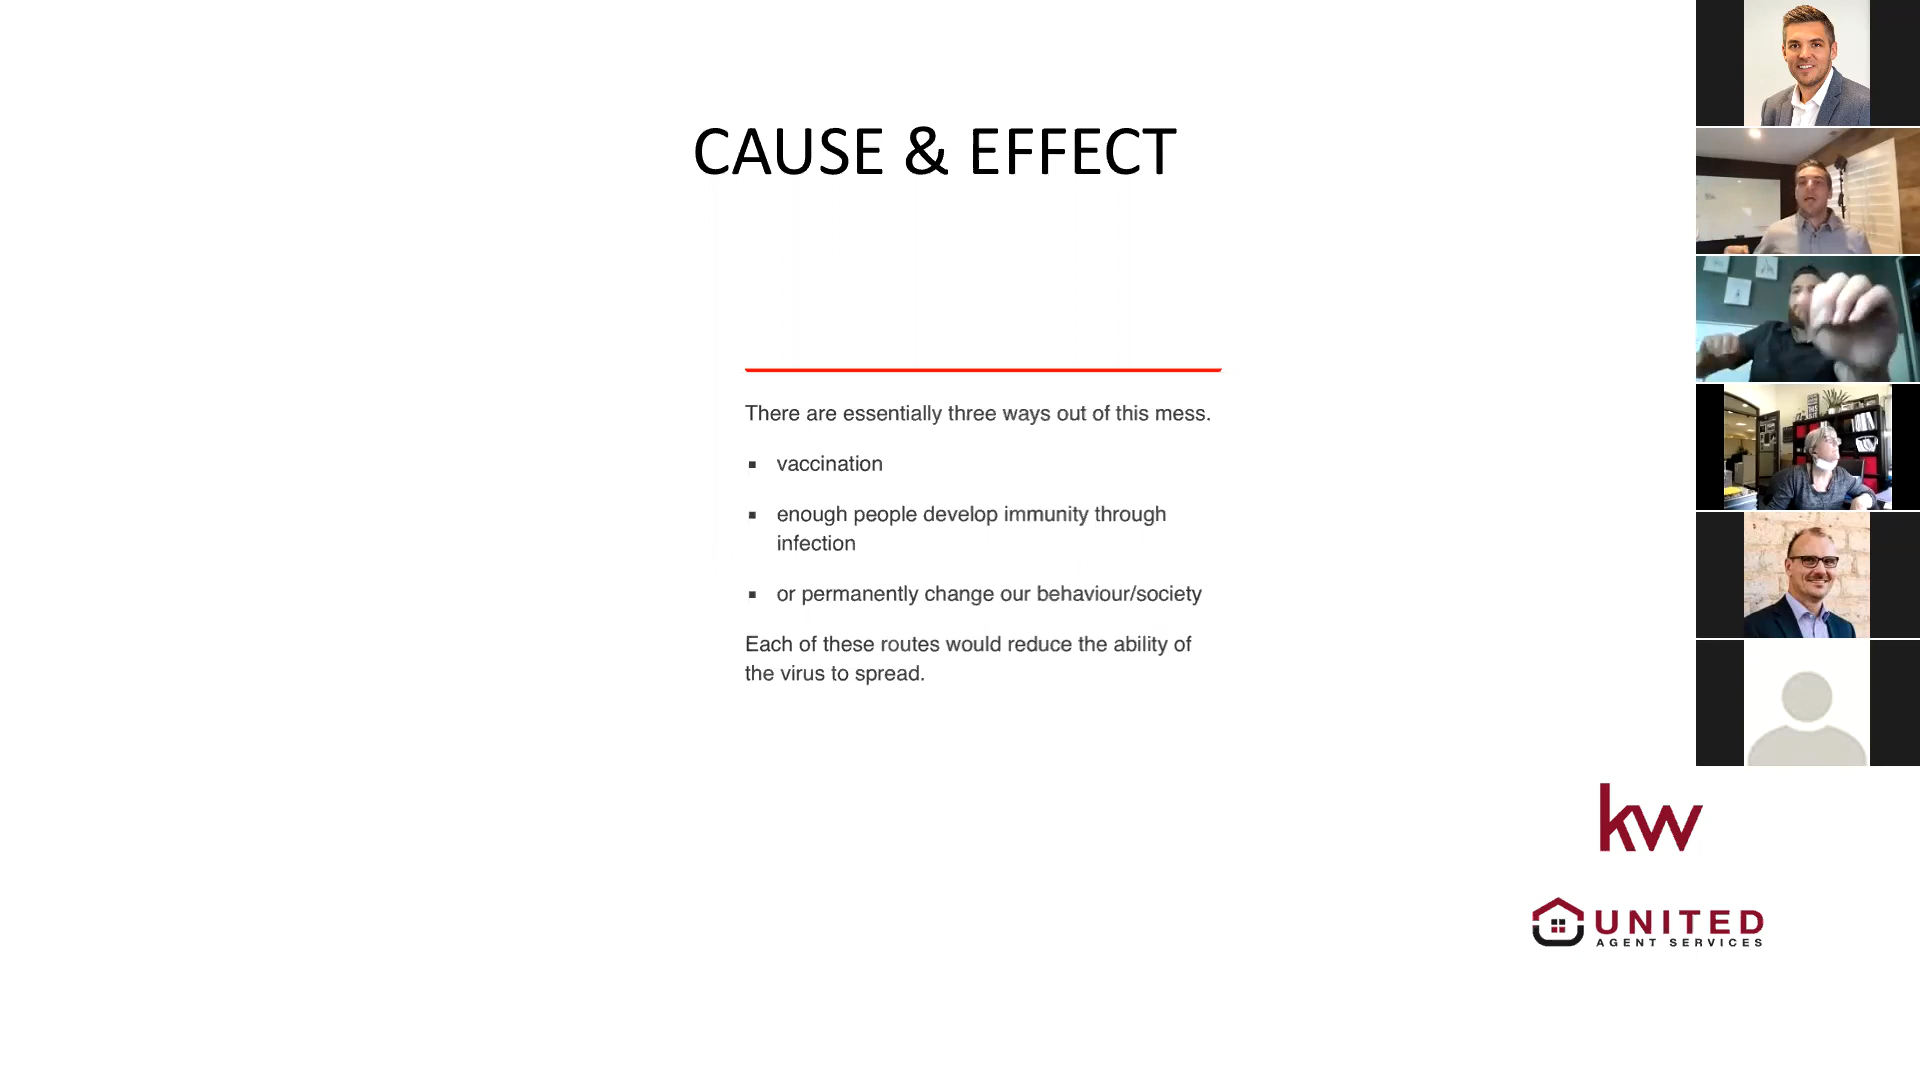 CAUSE & EFFECT
There are essentially three ways out of this mess.
▪ vaccination
▪ enough people develop immunity through
infection
▪ or permanently change our behaviour/society
Each of these routes would reduce the ability of
the virus to spread.
kw
UNITED
AGENT SERVICES